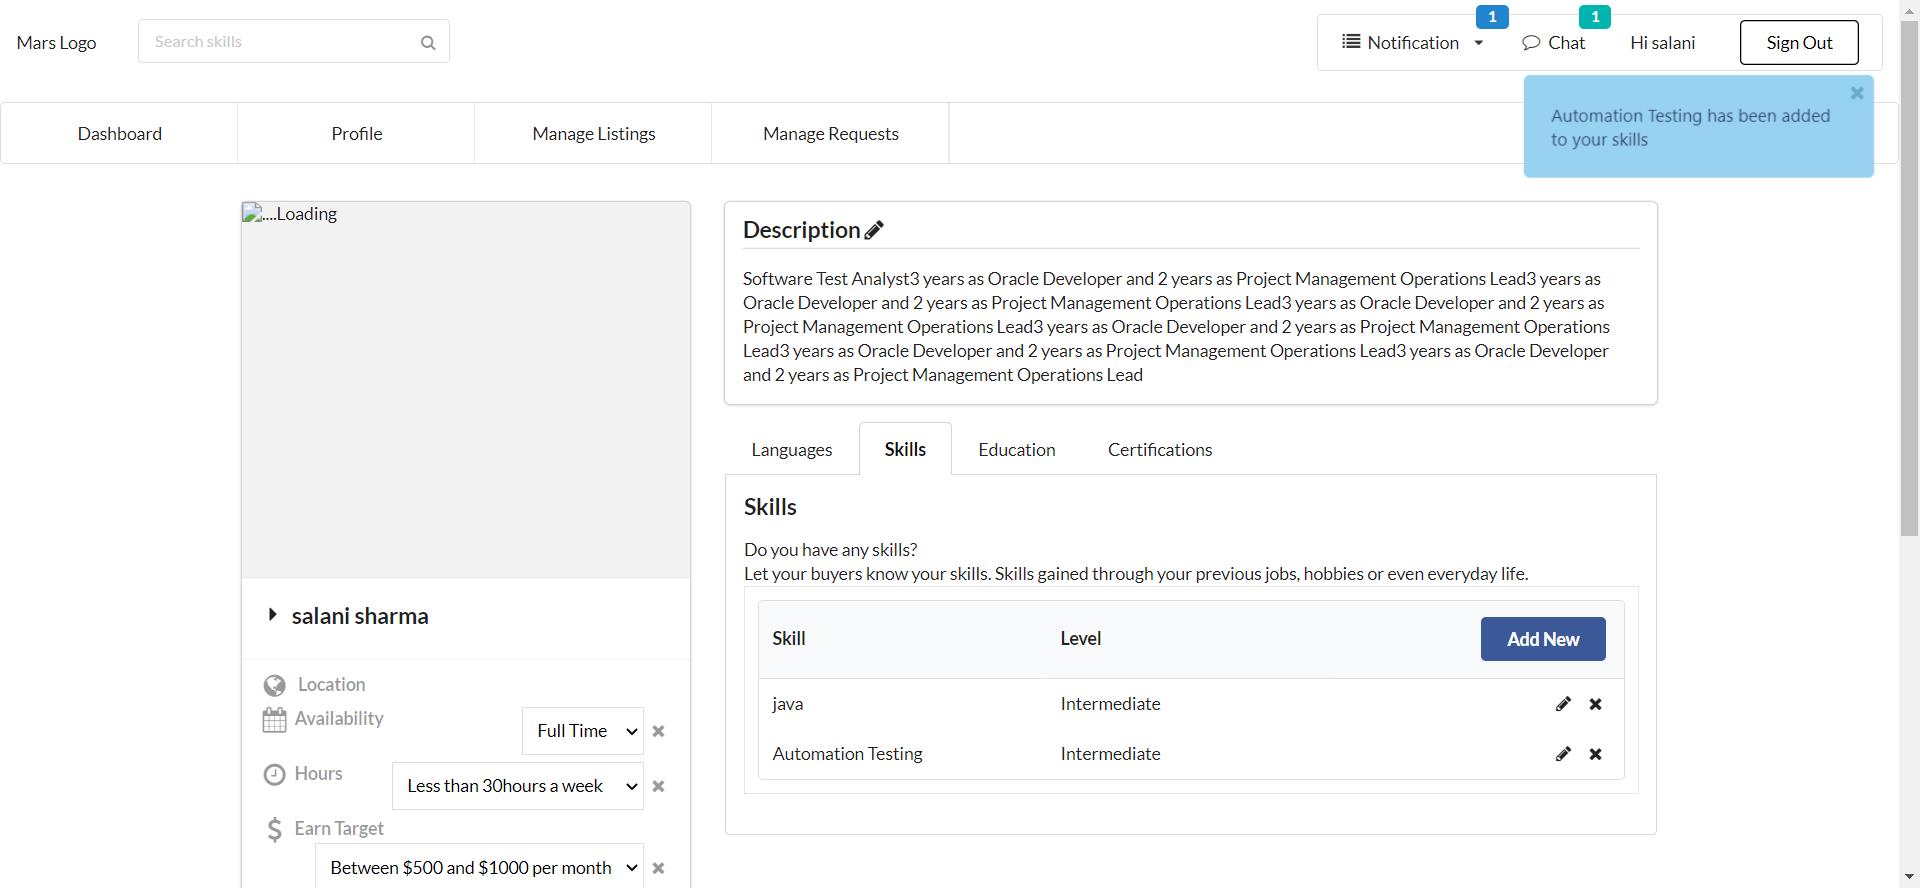 Mars Logo
Search skills
Notification
1
Chat
1
Hi salani
Sign Out
Automation Testing has been added
to your skills
Dashboard
Profile
Manage Listings
Manage Requests
....Loading
Description
Software Test Analyst3 years as Oracle Developer and 2 years as Project Management Operations Lead3 years as
Oracle Developer and 2 years as Project Management Operations Lead3 years as Oracle Developer and 2 years as
Project Management Operations Lead3 years as Oracle Developer and 2 years as Project Management Operations
Lead3 years as Oracle Developer and 2 years as Project Management Operations Lead3 years as Oracle Developer
and 2 years as Project Management Operations Lead
Languages
Skills
Education
Certifications
Skills
Do you have any skills?
Let your buyers know your skills. Skills gained through your previous jobs, hobbies or even everyday life.
Skill
Level
Add New
java
Intermediate
Automation Testing
Intermediate
salani sharma
Location
Availability
Full Time
Hours
Less than 30hours a week
Earn Target
Between $500 and $1000 per month